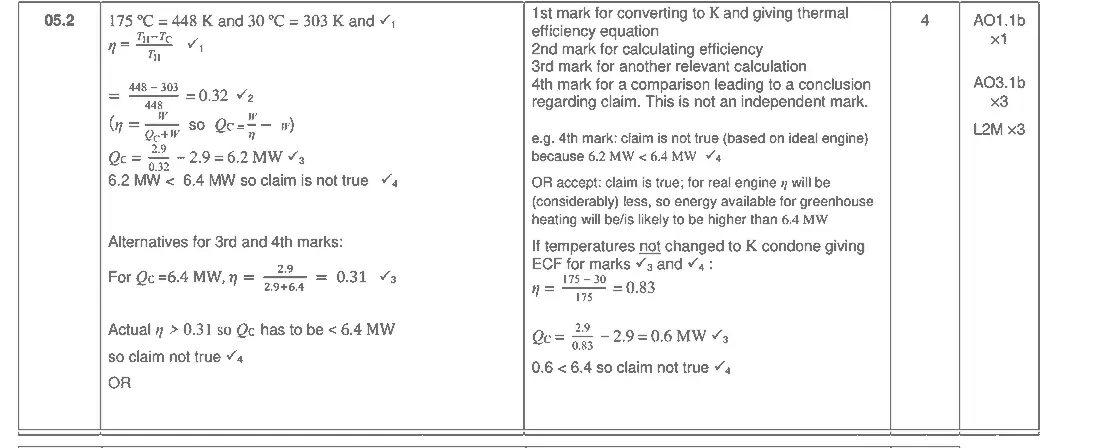 05.2
175 °C = 448 K and 30 °C = 303 K and ✓₁
η = (T_H − T_C)/T_H ✓₁
= (448 − 303)/448 = 0.32 ✓₂
(η = W/(Q_C+W) so Q_C = W/η − W)
Q_C = 2.9/0.32 − 2.9 = 6.2 MW ✓₃
6.2 MW < 6.4 MW so claim is not true ✓₄
Alternatives for 3rd and 4th marks:
For Q_C =6.4 MW, η = 2.9/(2.9+6.4) = 0.31 ✓₃
Actual η > 0.31 so Q_C has to be < 6.4 MW
so claim not true ✓₄
OR
1st mark for converting to K and giving thermal
efficiency equation
2nd mark for calculating efficiency
3rd mark for another relevant calculation
4th mark for a comparison leading to a conclusion
regarding claim. This is not an independent mark.
e.g. 4th mark: claim is not true (based on ideal engine)
because 6.2 MW < 6.4 MW ✓₄
OR accept: claim is true; for real engine η will be
(considerably) less, so energy available for greenhouse
heating will be/is likely to be higher than 6.4 MW
If temperatures not changed to K condone giving
ECF for marks ✓₃ and ✓₄ :
η = (175 − 30)/175 = 0.83
Q_C = 2.9/0.83 − 2.9 = 0.6 MW ✓₃
0.6 < 6.4 so claim not true ✓₄
4
AO1.1b
×1
AO3.1b
×3
L2M ×3